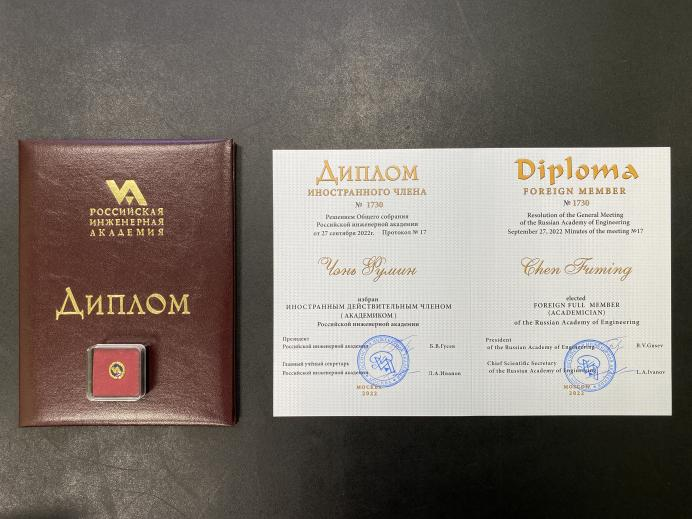 РОССИЙСКАЯ
ИНЖЕНЕРНАЯ
АКАДЕМИЯ
ДИПЛОМ
ДИПЛОМ
ИНОСТРАННОГО ЧЛЕНА
№ 1730
Решением Общего собрания
Российской инженерной академии
от 27 сентября 2022г. Протокол № 17
Чэнь Фумин
избран
ИНОСТРАННЫМ ДЕЙСТВИТЕЛЬНЫМ ЧЛЕНОМ
(АКАДЕМИКОМ)
Российской инженерной академии
Президент
Российской инженерной академии Б.В.Гусев
Главный учёный секретарь
Российской инженерной академии Л.А.Иванов
МОСКВА
2022
Diploma
FOREIGN MEMBER
№ 1730
Resolution of the General Meeting
of the Russian Academy of Engineering
September 27, 2022 Minutes of the meeting №17
Chen Fuming
elected
FOREIGN FULL MEMBER
(ACADEMICIAN)
of the Russian Academy of Engineering
President
of the Russian Academy of Engineering B.V.Gusev
Chief Scientific Secretary
of the Russian Academy of Engineering L.A.Ivanov
MOSCOW
2022